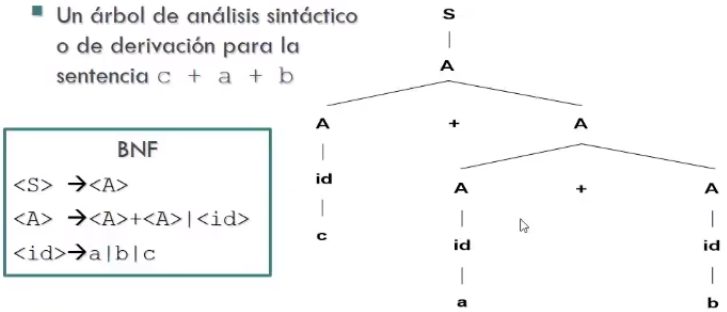 Un árbol de análisis sintáctico
o de derivación para la
sentencia c + a + b
BNF
<S> →<A>
<A> →<A>+<A>|<id>
<id>→a|b|c
S
A
A + A
id
A + A
c
id id
a b